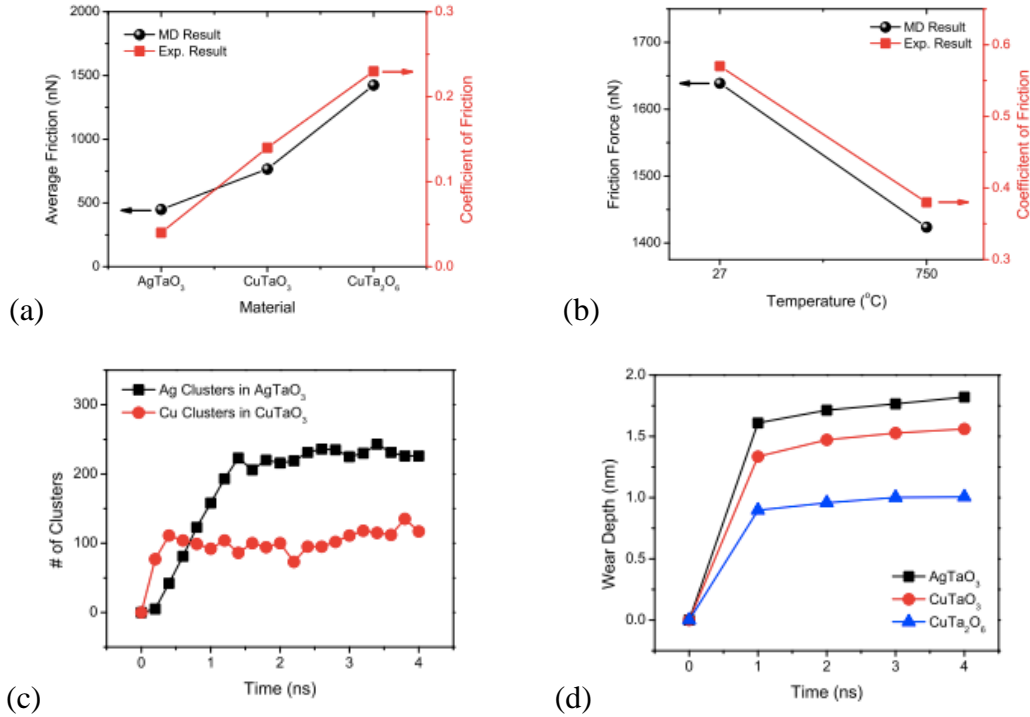 2000
1500
1000
500
0
Average Friction (nN)
MD Result
Exp. Result
0.3
0.2
0.1
0.0
Coefficient of Friction
AgTaO₃
CuTaO₃
CuTa₂O₆
Material
(a)
1700
1600
1500
1400
Friction Force (nN)
MD Result
Exp. Result
0.6
0.5
0.4
0.3
Coefficitent of Friction
27
750
Temperature (°C)
(b)
300
200
100
0
# of Clusters
Ag Clusters in AgTaO₃
Cu Clusters in CuTaO₃
0
1
2
3
4
Time (ns)
(c)
2.0
1.5
1.0
0.5
0.0
Wear Depth (nm)
AgTaO₃
CuTaO₃
CuTa₂O₆
0
1
2
3
4
Time (ns)
(d)